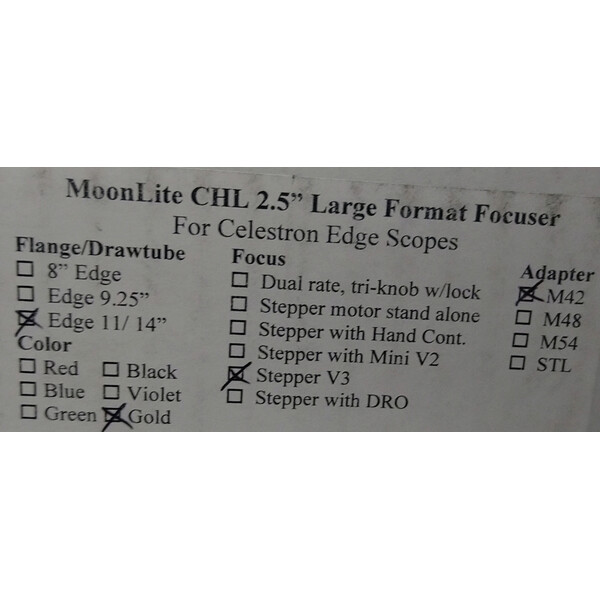 MoonLite CHL 2.5” Large Format Focuser
For Celestron Edge Scopes
Flange/Drawtube
☐ 8” Edge
☐ Edge 9.25”
☒ Edge 11/ 14”
Color
☐ Red ☐ Black
☐ Blue ☐ Violet
☐ Green ☒ Gold
Focus
☐ Dual rate, tri-knob w/lock
☐ Stepper motor stand alone
☐ Stepper with Hand Cont.
☐ Stepper with Mini V2
☒ Stepper V3
☐ Stepper with DRO
Adapter
☒ M42
☐ M48
☐ M54
☐ STL